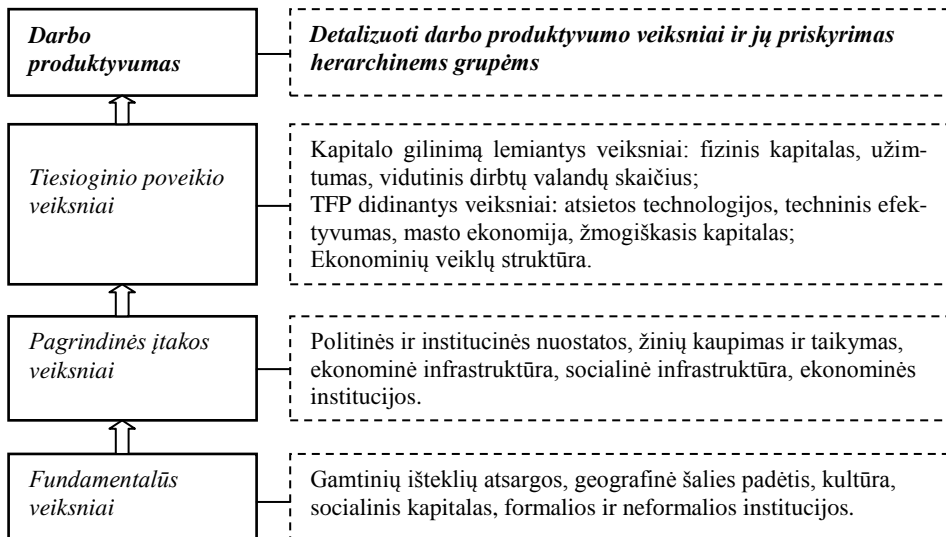 Darbo
produktyvumas
Detalizuoti darbo produktyvumo veiksniai ir jų priskyrimas
herarchinems grupėms
Tiesioginio poveikio
veiksniai
Kapitalo gilinimą lemiantys veiksniai: fizinis kapitalas, užim-
tumas, vidutinis dirbtų valandų skaičius;
TFP didinantys veiksniai: atsietos technologijos, techninis efek-
tyvumas, masto ekonomija, žmogiškasis kapitalas;
Ekonominių veiklų struktūra.
Pagrindinės įtakos
veiksniai
Politinės ir institucinės nuostatos, žinių kaupimas ir taikymas,
ekonominė infrastruktūra, socialinė infrastruktūra, ekonominės
institucijos.
Fundamentalūs
veiksniai
Gamtinių išteklių atsargos, geografinė šalies padėtis, kultūra,
socialinis kapitalas, formalios ir neformalios institucijos.